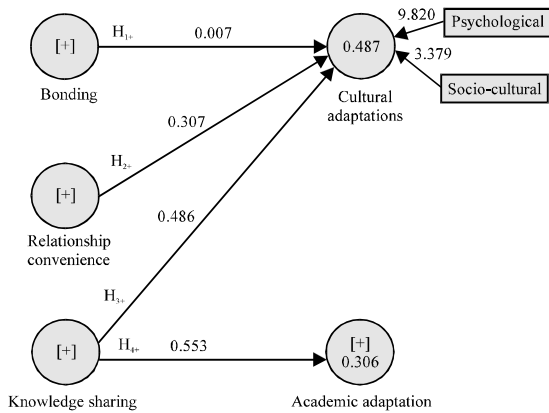 [+]
Bonding
H1+
0.007
0.487
Cultural
adaptations
9.820
Psychological
3.379
Socio-cultural
0.307
H2+
[+]
Relationship
convenience
0.486
H3+
[+]
Knowledge sharing
H4+
0.553
[+]
0.306
Academic adaptation